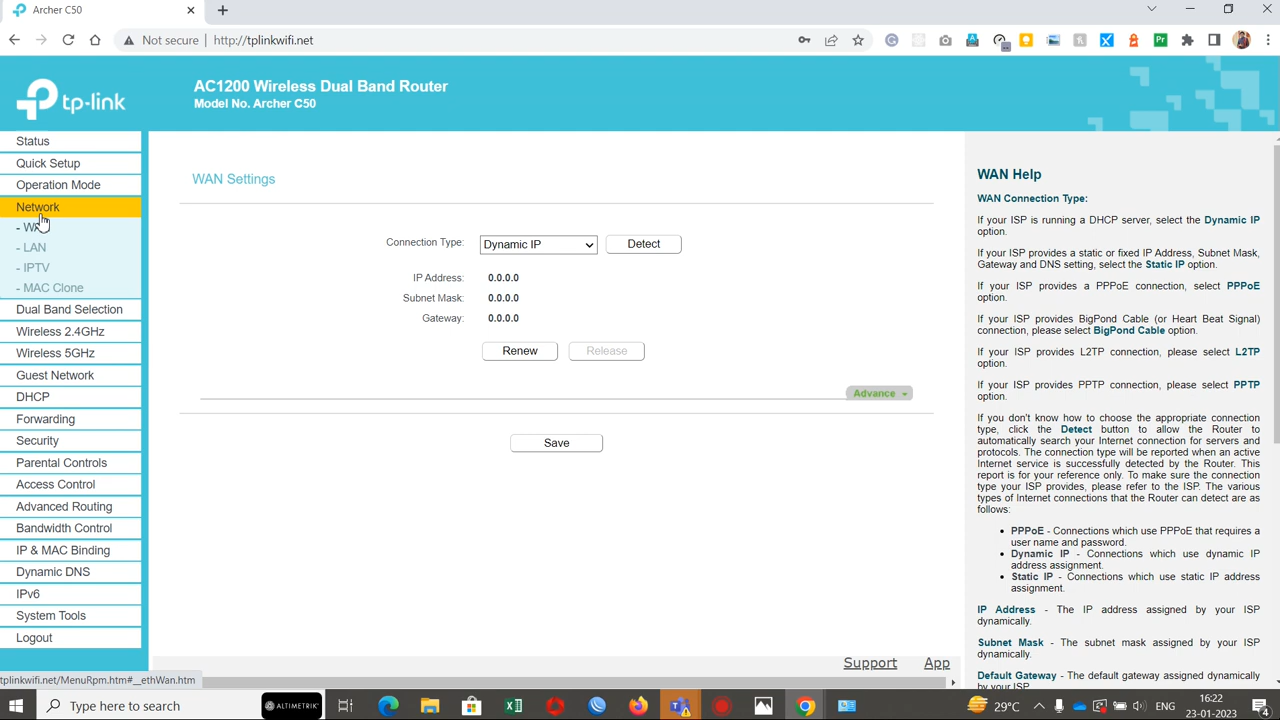 Archer C50
Not secure | http://tplinkwifi.net
tp-link
AC1200 Wireless Dual Band Router
Model No. Archer C50
Status
Quick Setup
Operation Mode
Network
- LAN
- IPTV
- MAC Clone
Dual Band Selection
Wireless 2.4GHz
Wireless 5GHz
Guest Network
DHCP
Forwarding
Security
Parental Controls
Access Control
Advanced Routing
Bandwidth Control
IP & MAC Binding
Dynamic DNS
IPv6
System Tools
Logout
WAN Settings
Connection Type: Dynamic IP Detect
IP Address: 0.0.0.0
Subnet Mask: 0.0.0.0
Gateway: 0.0.0.0
Renew Release
Advance
Save
Support App
WAN Help
WAN Connection Type:
If your ISP is running a DHCP server, select the Dynamic IP
option.
If your ISP provides a static or fixed IP Address, Subnet Mask,
Gateway and DNS setting, select the Static IP option.
If your ISP provides a PPPoE connection, select PPPoE
option.
If your ISP provides BigPond Cable (or Heart Beat Signal)
connection, please select BigPond Cable option.
If your ISP provides L2TP connection, please select L2TP
option.
If your ISP provides PPTP connection, please select PPTP
option.
If you don't know how to choose the appropriate connection
type, click the Detect button to allow the Router to
automatically search your Internet connection for servers and
protocols. The connection type will be reported when an active
Internet service is successfully detected by the Router. This
report is for your reference only. To make sure the connection
type your ISP provides, please refer to the ISP. The various
types of Internet connections that the Router can detect are as
follows:
• PPPoE - Connections which use PPPoE that requires a
user name and password.
• Dynamic IP - Connections which use dynamic IP
address assignment.
• Static IP - Connections which use static IP address
assignment.
IP Address - The IP address assigned by your ISP
dynamically.
Subnet Mask - The subnet mask assigned by your ISP
dynamically.
Default Gateway - The default gateway assigned dynamically
by your ISP.
tplinkwifi.net/MenuRpm.htm#__ethWan.htm
Type here to search
ALTIMETRIK
29°C
ENG
16:22
23-01-2023
4